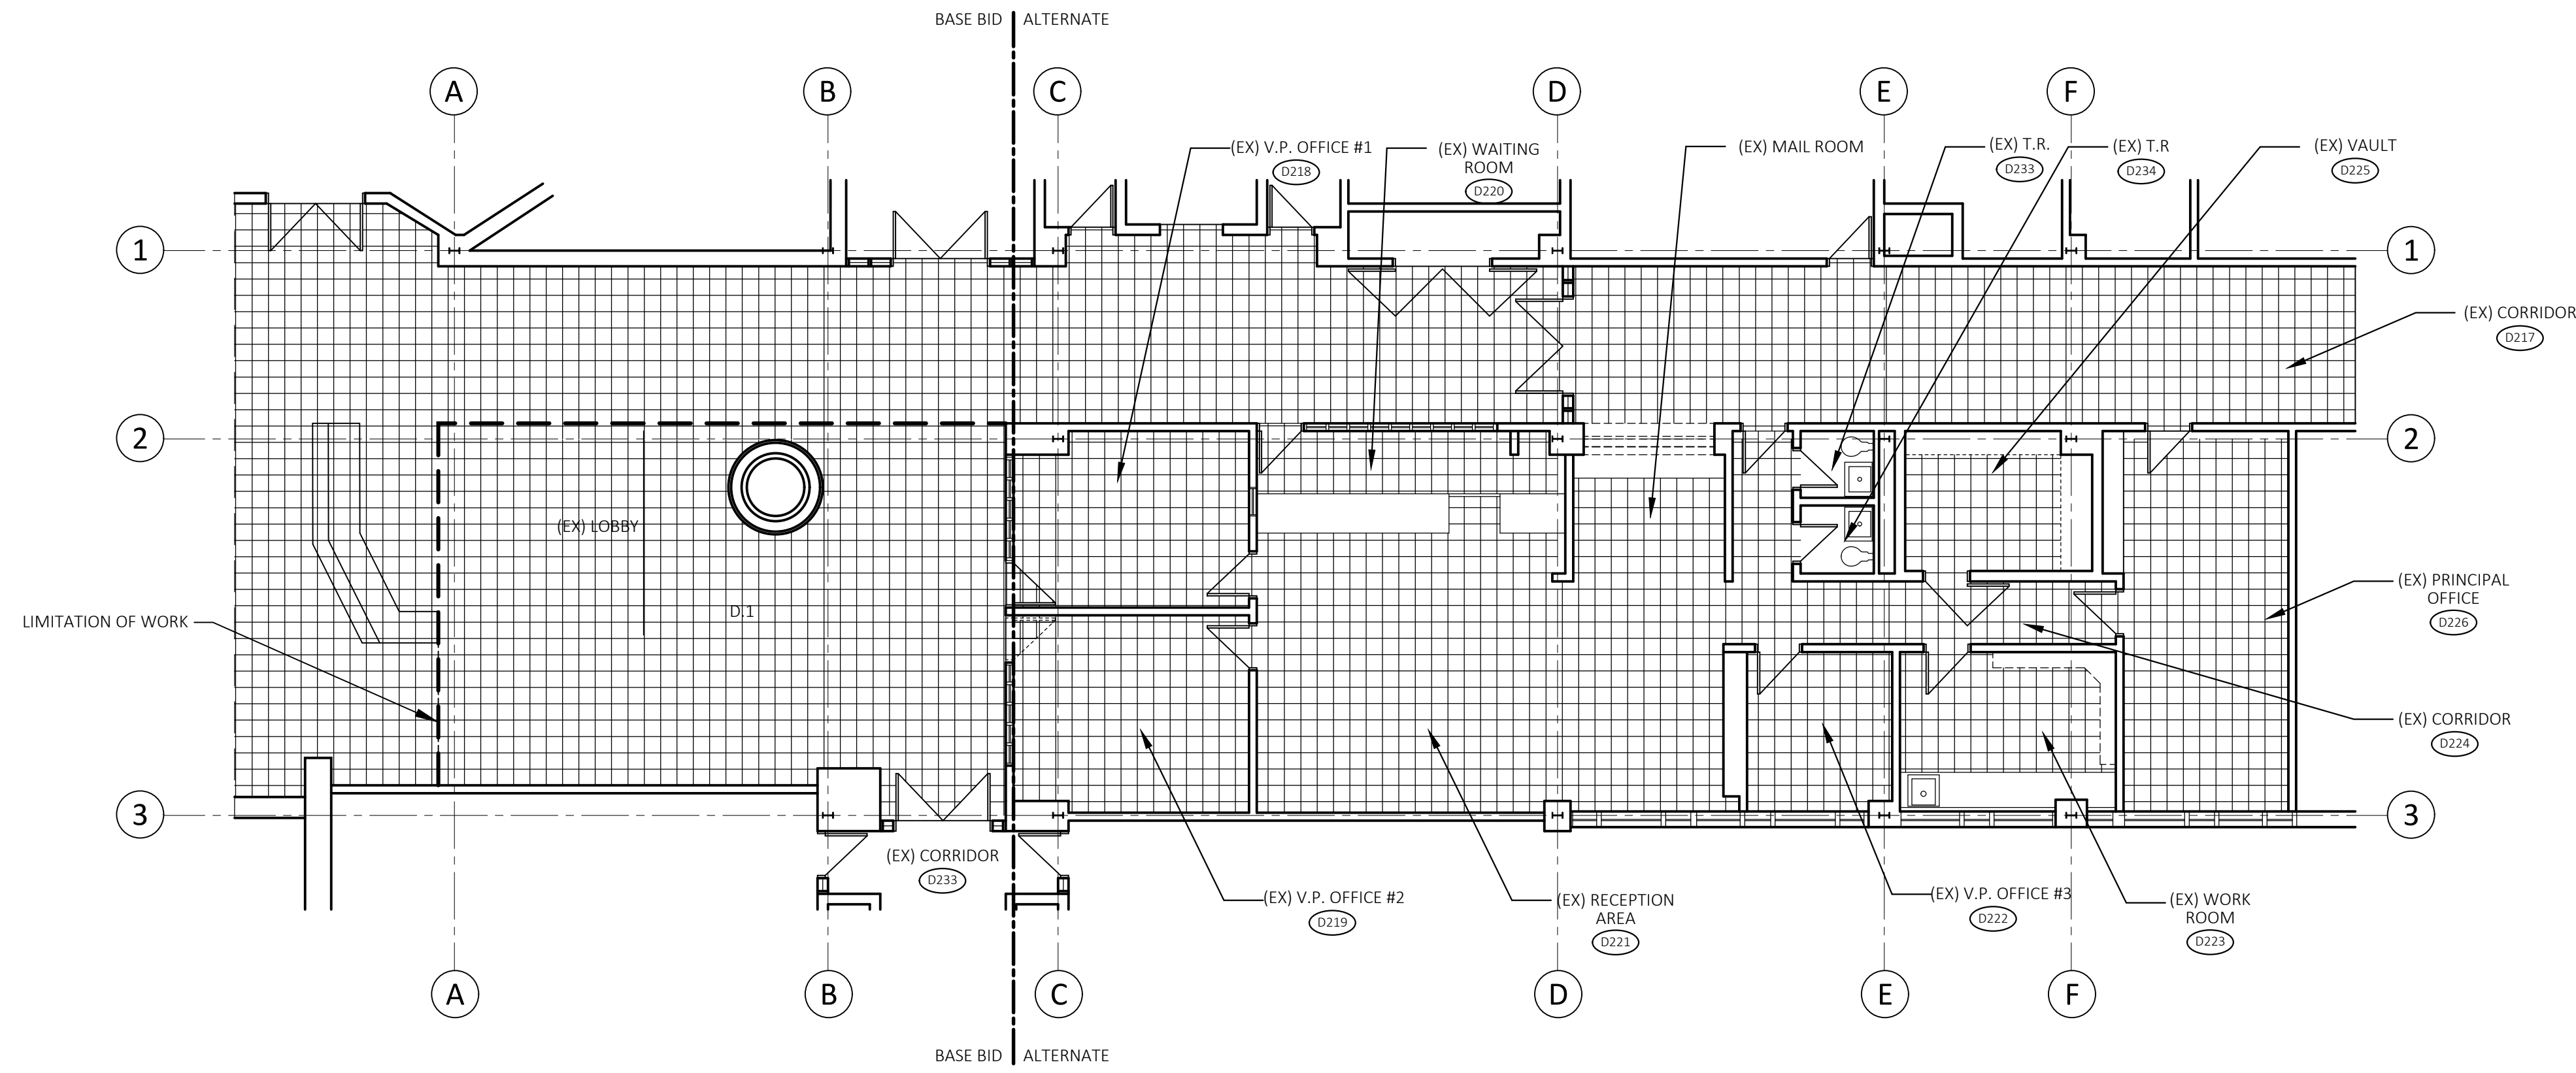 BASE BID
ALTERNATE
A
B
C
D
E
F
(EX) V.P. OFFICE #1
D218
(EX) WAITING
ROOM
D220
(EX) MAIL ROOM
(EX) T.R.
D233
(EX) T.R
D234
(EX) VAULT
D225
1
1
(EX) CORRIDOR
D217
2
2
(EX) LOBBY
D.1
LIMITATION OF WORK
(EX) PRINCIPAL
OFFICE
D226
(EX) CORRIDOR
D224
3
3
(EX) CORRIDOR
D233
(EX) V.P. OFFICE #2
D219
(EX) RECEPTION
AREA
D221
(EX) V.P. OFFICE #3
D222
(EX) WORK
ROOM
D223
A
B
C
D
E
F
BASE BID
ALTERNATE